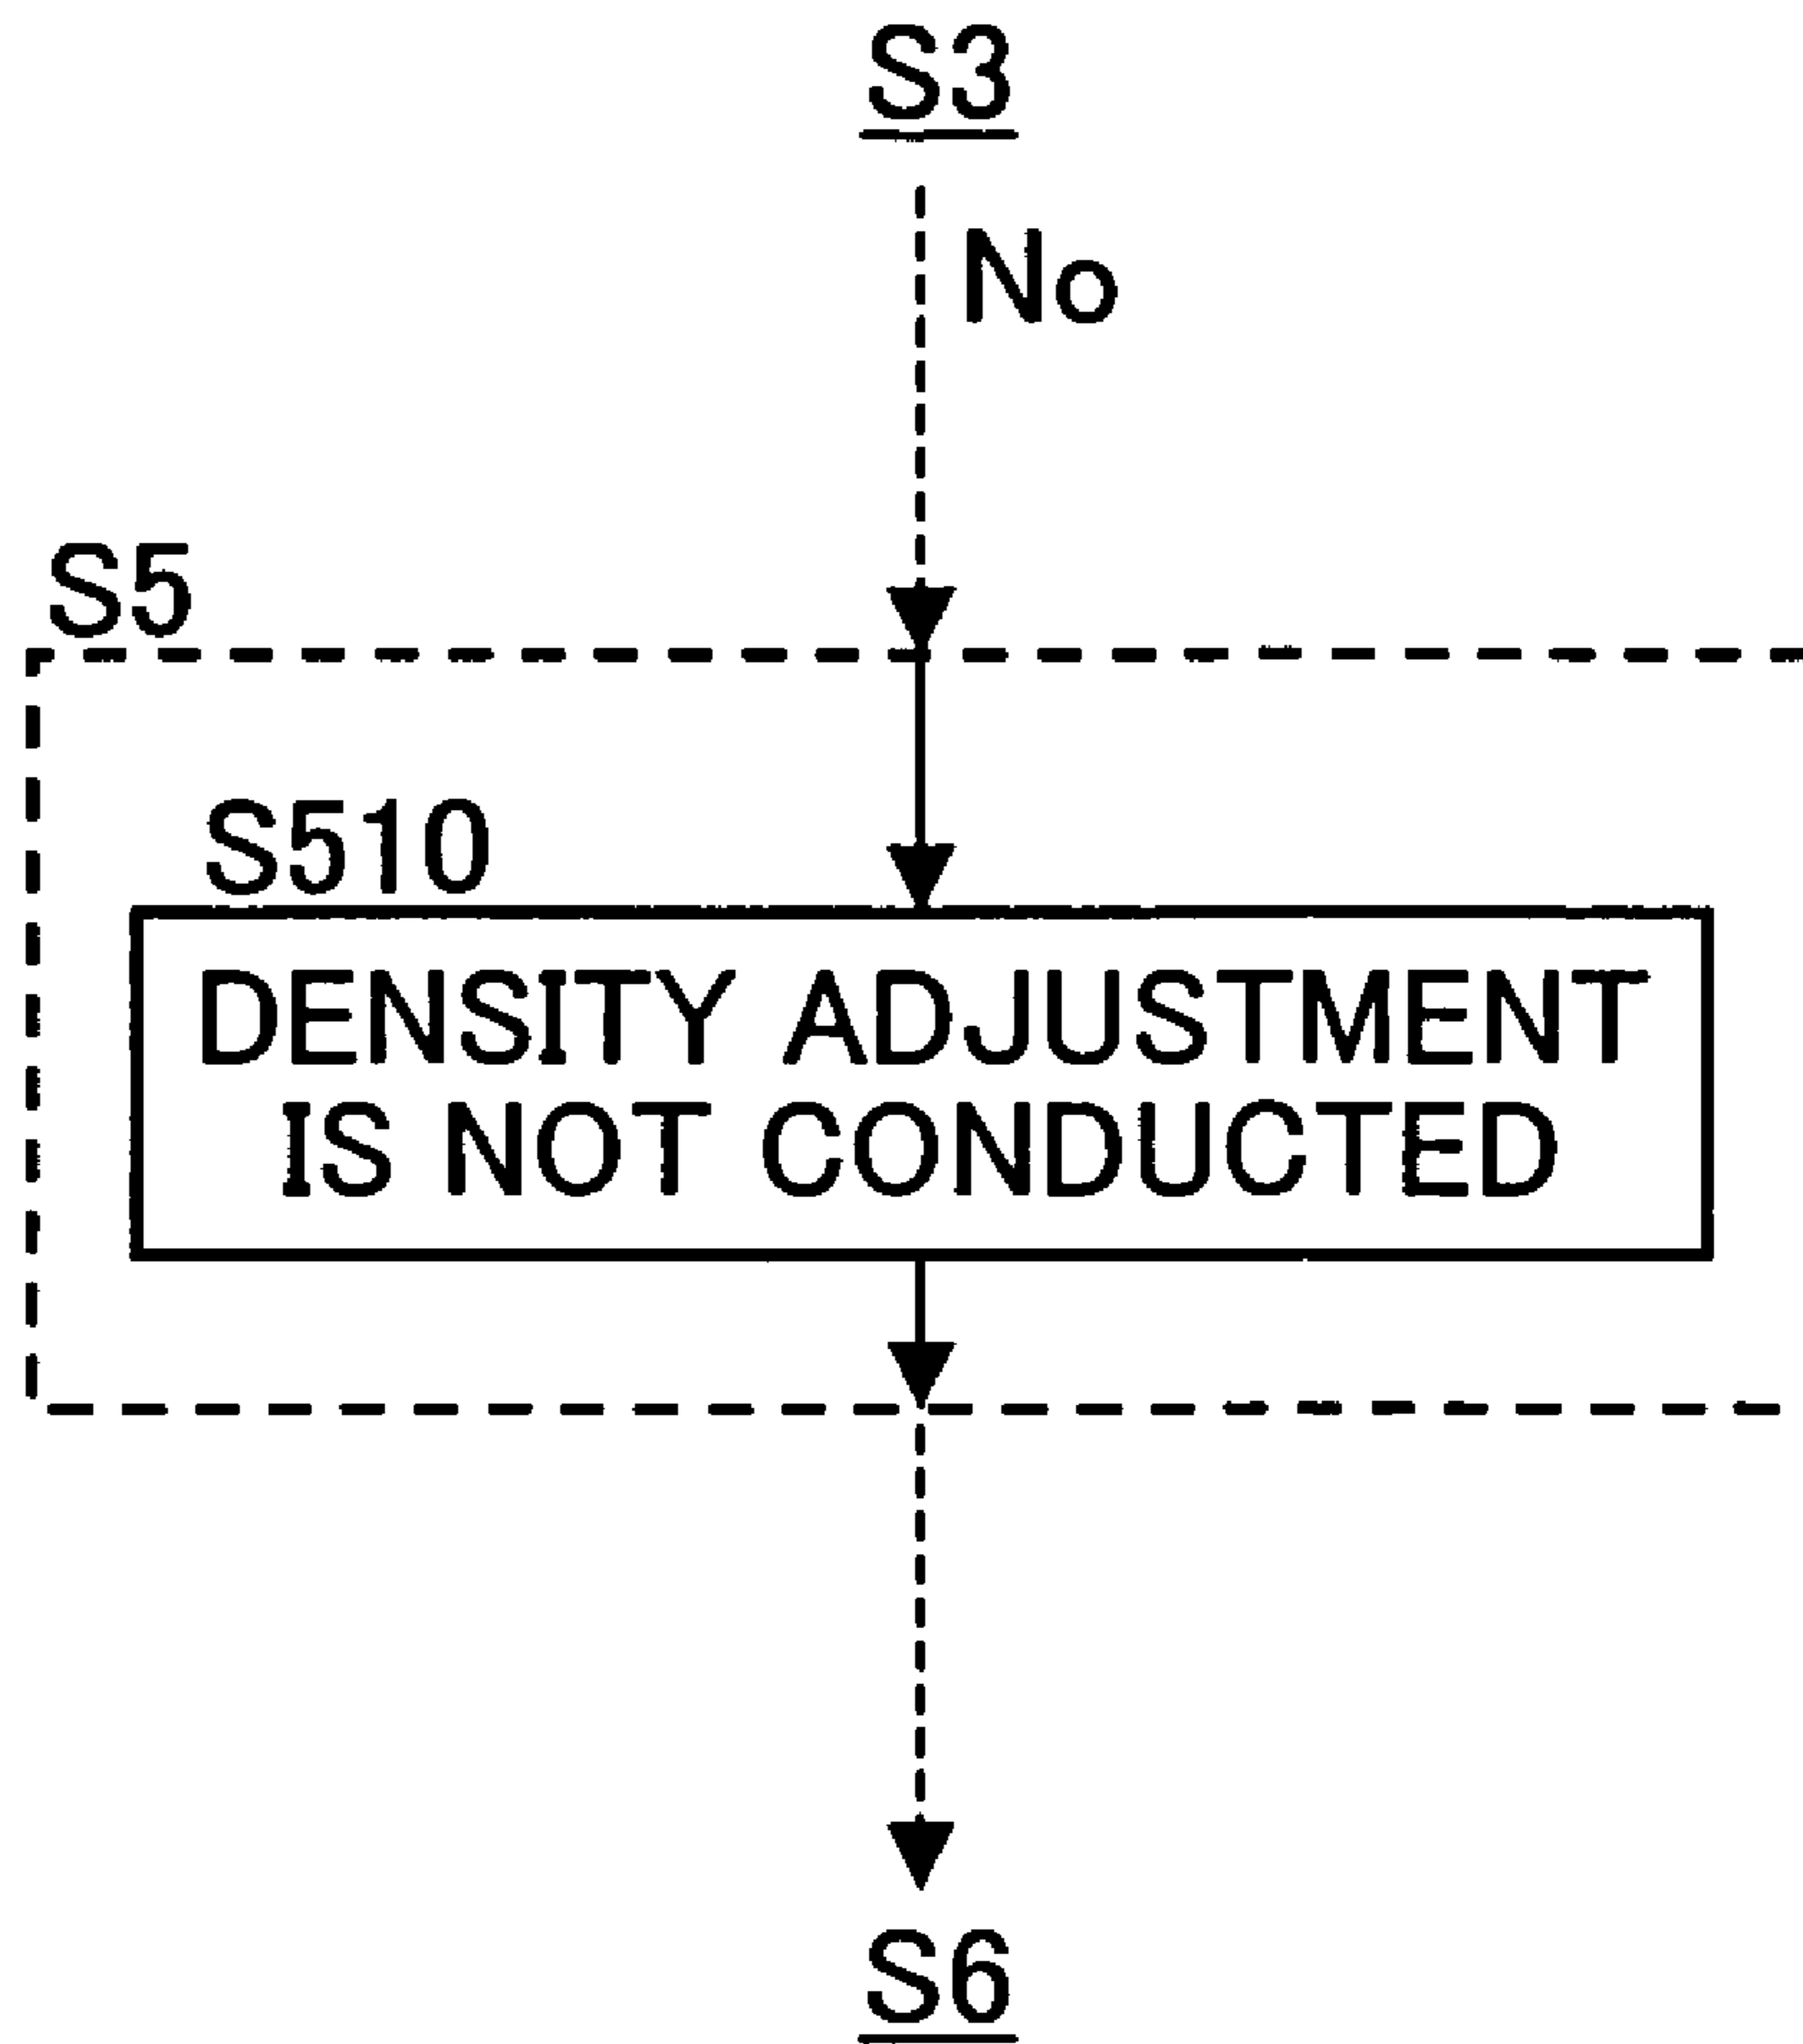 S3
No
S5
S510
DENSITY ADJUSTMENT
IS NOT CONDUCTED
S6